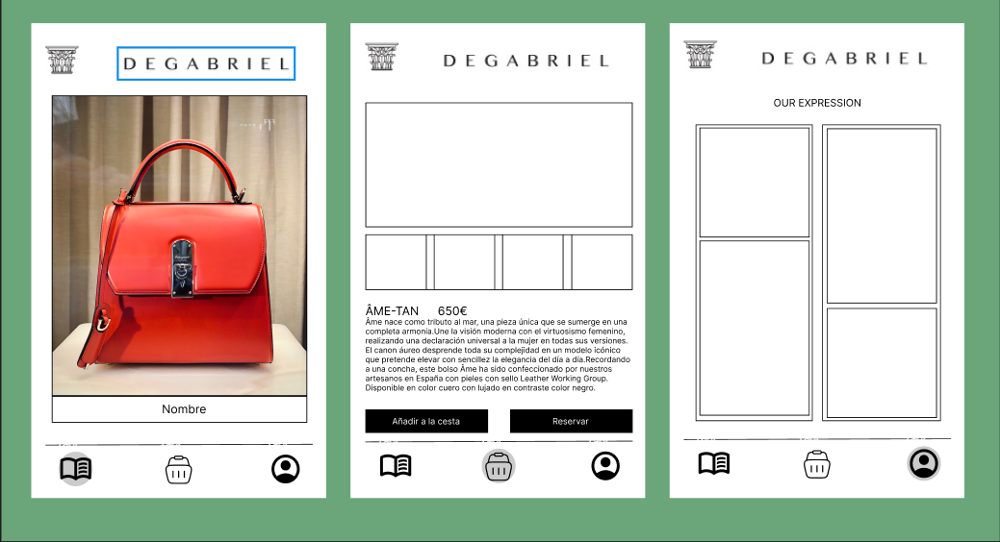 DEGABRIEL
Nombre
DEGABRIEL
ÂME-TAN 650€
Âme nace como tributo al mar, una pieza única que se sumerge en una
completa armonía.Une la visión moderna con el virtuosismo femenino,
realizando una declaración universal a la mujer en todas sus versiones.
El canon áureo desprende toda su complejidad en un modelo icónico
que pretende elevar con sencillez la elegancia del día a día.Recordando
a una concha, este bolso Âme ha sido confeccionado por nuestros
artesanos en España con pieles con sello Leather Working Group.
Disponible en color cuero con lujado en contraste color negro.
Añadir a la cesta
Reservar
DEGABRIEL
OUR EXPRESSION